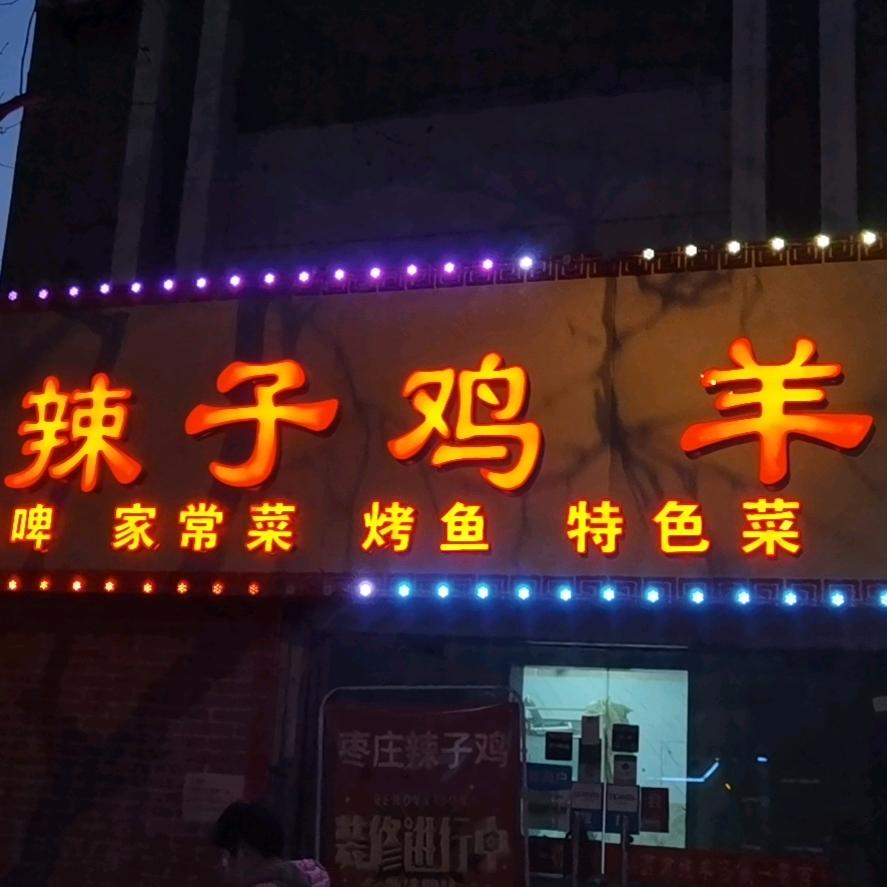 辣子鸡 羊
啤 家常菜 烤鱼 特色菜
枣庄辣子鸡
装修进行中